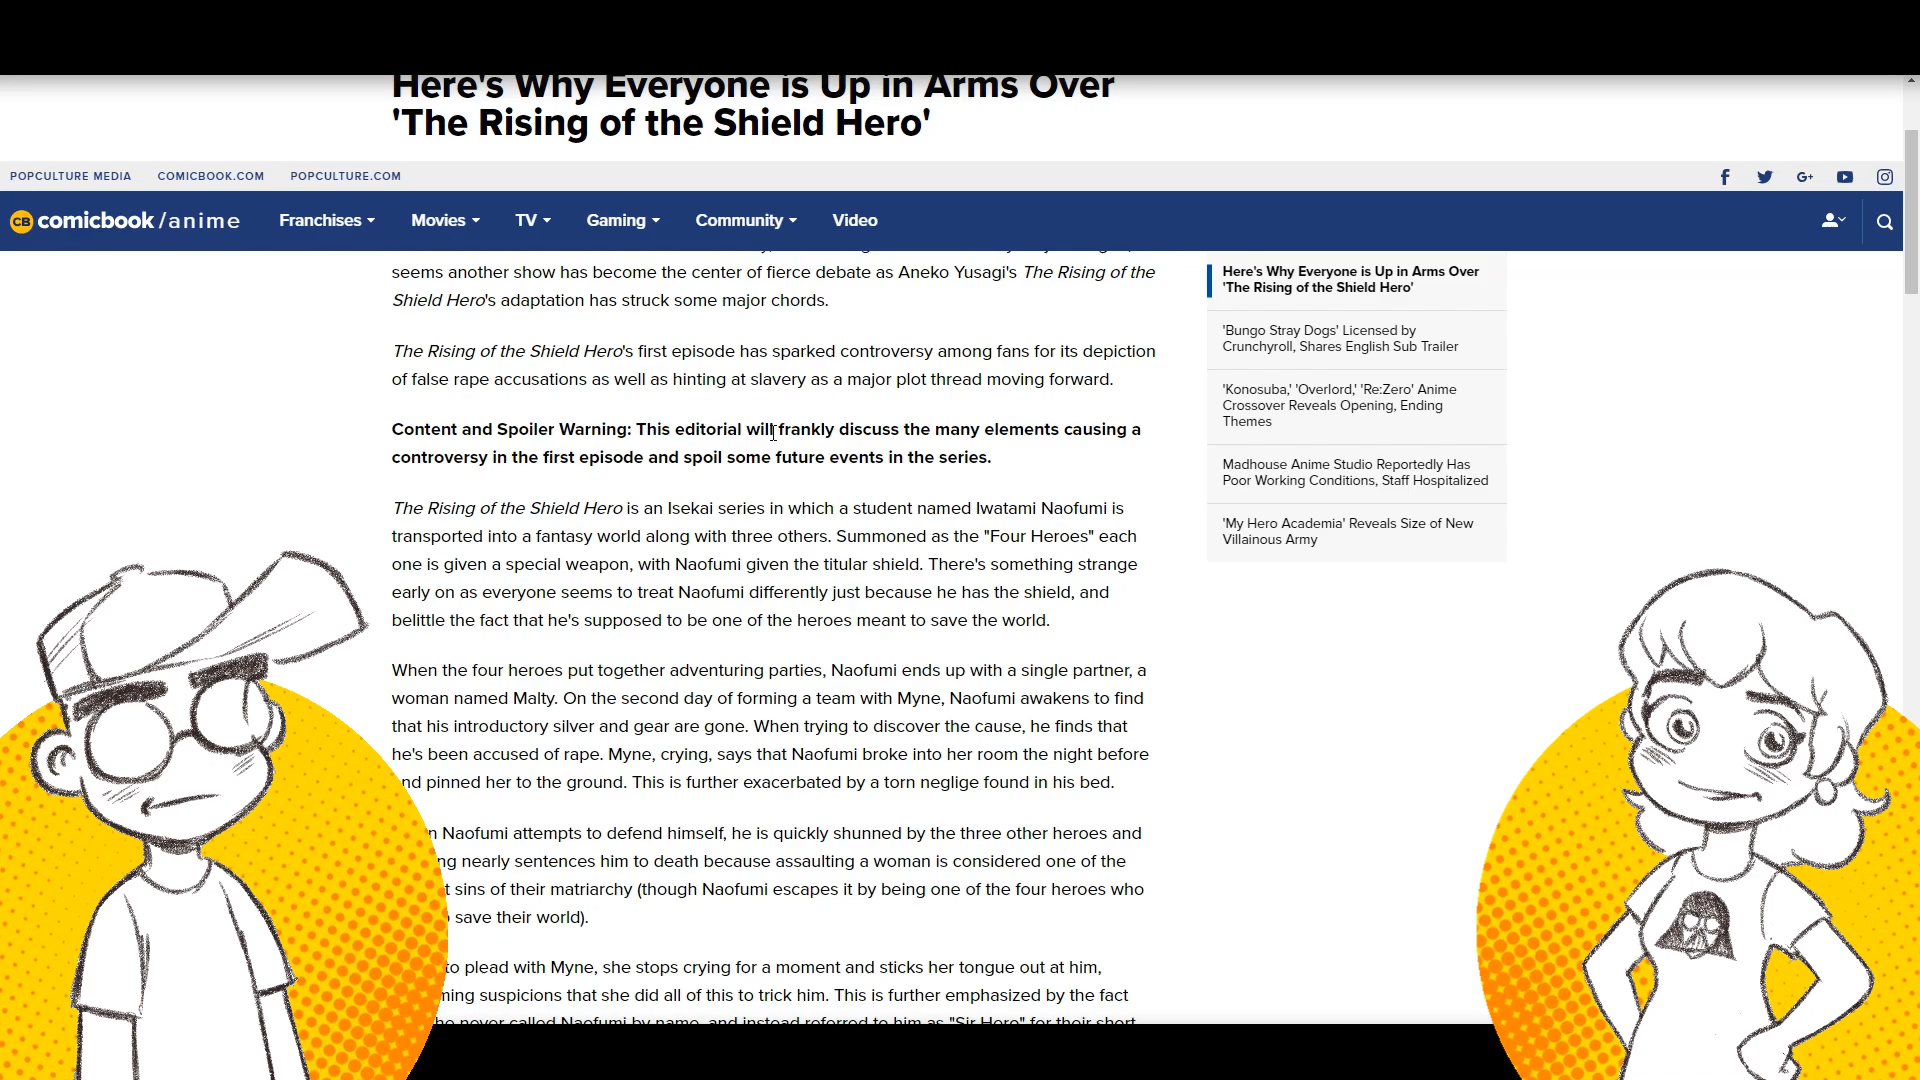 Here's Why Everyone is Up in Arms Over
'The Rising of the Shield Hero'
POPCULTURE MEDIA COMICBOOK.COM POPCULTURE.COM
CB comicbook/anime Franchises Movies TV Gaming Community Video
seems another show has become the center of fierce debate as Aneko Yusagi's The Rising of the
Shield Hero's adaptation has struck some major chords.
The Rising of the Shield Hero's first episode has sparked controversy among fans for its depiction
of false rape accusations as well as hinting at slavery as a major plot thread moving forward.
Content and Spoiler Warning: This editorial will frankly discuss the many elements causing a
controversy in the first episode and spoil some future events in the series.
The Rising of the Shield Hero is an Isekai series in which a student named Iwatami Naofumi is
transported into a fantasy world along with three others. Summoned as the "Four Heroes" each
one is given a special weapon, with Naofumi given the titular shield. There's something strange
early on as everyone seems to treat Naofumi differently just because he has the shield, and
belittle the fact that he's supposed to be one of the heroes meant to save the world.
When the four heroes put together adventuring parties, Naofumi ends up with a single partner, a
woman named Malty. On the second day of forming a team with Myne, Naofumi awakens to find
that his introductory silver and gear are gone. When trying to discover the cause, he finds that
he's been accused of rape. Myne, crying, says that Naofumi broke into her room the night before
nd pinned her to the ground. This is further exacerbated by a torn neglige found in his bed.
n Naofumi attempts to defend himself, he is quickly shunned by the three other heroes and
ng nearly sentences him to death because assaulting a woman is considered one of the
t sins of their matriarchy (though Naofumi escapes it by being one of the four heroes who
save their world).
to plead with Myne, she stops crying for a moment and sticks her tongue out at him,
ming suspicions that she did all of this to trick him. This is further emphasized by the fact
he never called Naofumi by name, and instead referred to him as "Sir Hero" for their short
Here's Why Everyone is Up in Arms Over
'The Rising of the Shield Hero'
'Bungo Stray Dogs' Licensed by
Crunchyroll, Shares English Sub Trailer
'Konosuba,' 'Overlord,' 'Re:Zero' Anime
Crossover Reveals Opening, Ending
Themes
Madhouse Anime Studio Reportedly Has
Poor Working Conditions, Staff Hospitalized
'My Hero Academia' Reveals Size of New
Villainous Army